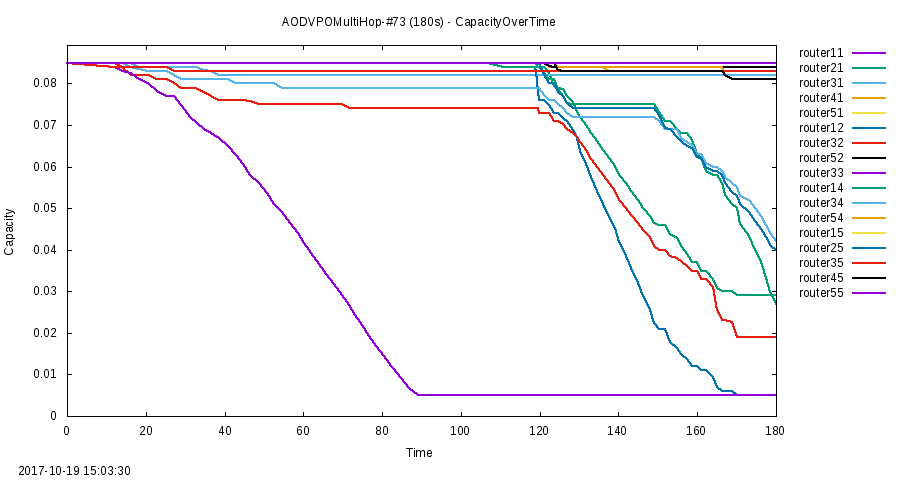 AODVPOMultiHop-#73 (180s) - CapacityOverTime
router11
router21
router31
router41
router51
router12
router32
router52
router33
router14
router34
router54
router15
router25
router35
router45
router55
Capacity
0.08
0.07
0.06
0.05
0.04
0.03
0.02
0.01
0
0 20 40 60 80 100 120 140 160 180
Time
2017-10-19 15:03:30